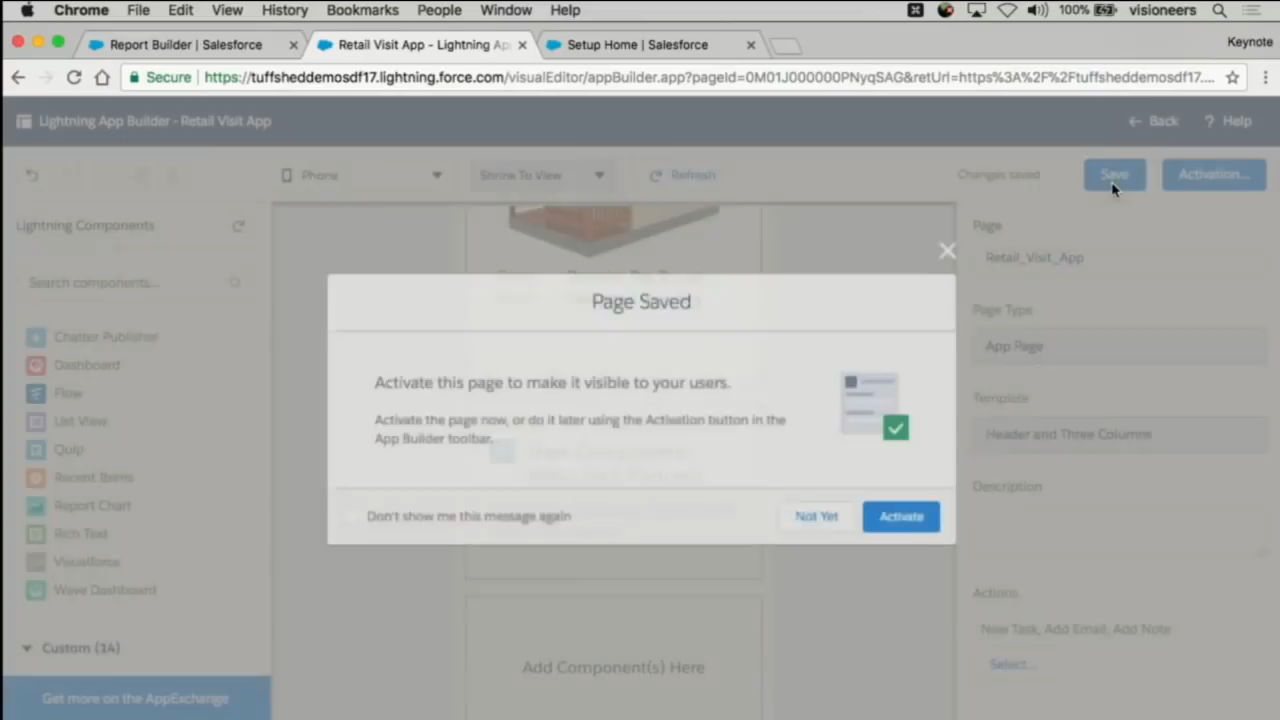 Chrome File Edit View History Bookmarks People Window Help 100% visioneers
Report Builder | Salesforce
Retail Visit App - Lightning Ap
Setup Home | Salesforce
Keynote
Secure https://tuffsheddemosdf17.lightning.force.com/visualEditor/appBuilder.app?pageId=0M01J000000PNyqSAG&retUrl=https%3A%2F%2Ftuffsheddemosdf17....
Lightning App Builder - Retail Visit App
Back
? Help
Phone
Shrink To View
Refresh
Changes saved
Save
Activation...
Lightning Components
Search components...
Chatter Publisher
Dashboard
Flow
List View
Quip
Recent Items
Report Chart
Rich Text
Visualforce
Wave Dashboard
Custom (14)
Get more on the AppExchange
Page Saved
Activate this page to make it visible to your users.
Activate the page now, or do it later using the Activation button in the
App Builder toolbar.
Don't show me this message again
Not Yet
Activate
Add Component(s) Here
Page
Retail_Visit_App
Page Type
App Page
Template
Header and Three Columns
Description
Actions
New Task, Add Email, Add Note
Select...